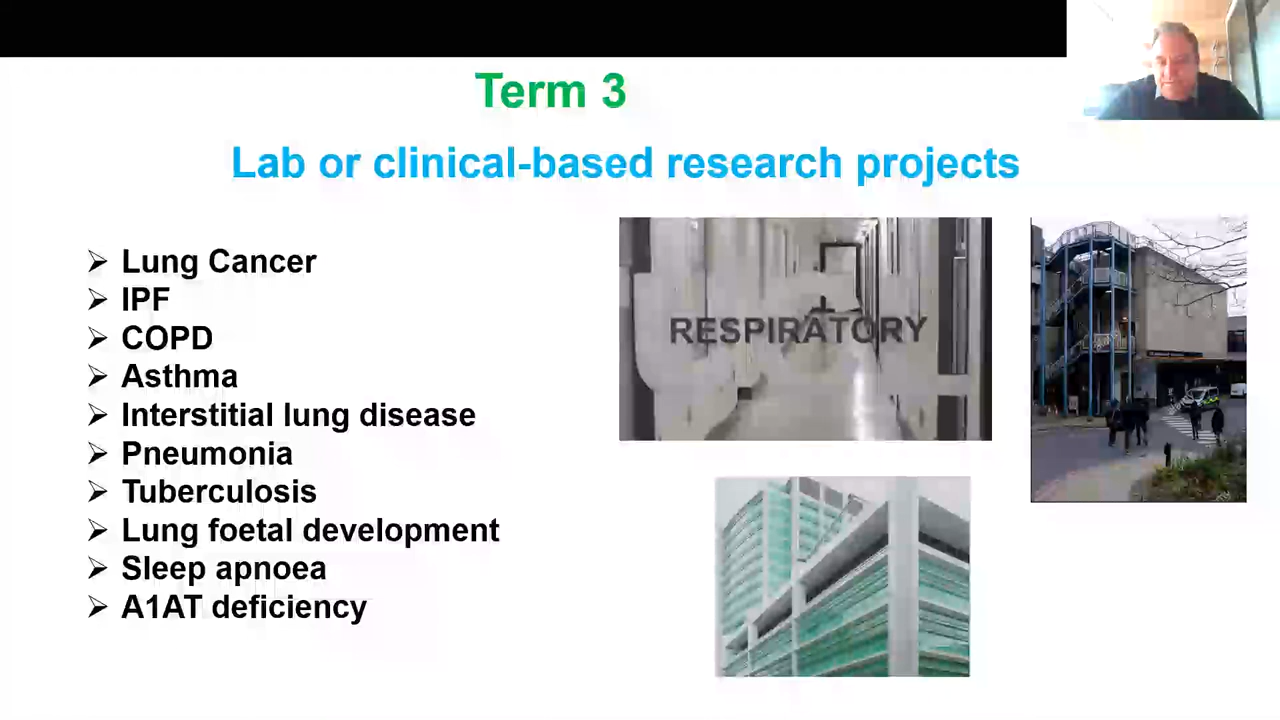 Term 3
Lab or clinical-based research projects
➢ Lung Cancer
➢ IPF
➢ COPD
➢ Asthma
➢ Interstitial lung disease
➢ Pneumonia
➢ Tuberculosis
➢ Lung foetal development
➢ Sleep apnoea
➢ A1AT deficiency
RESPIRATORY